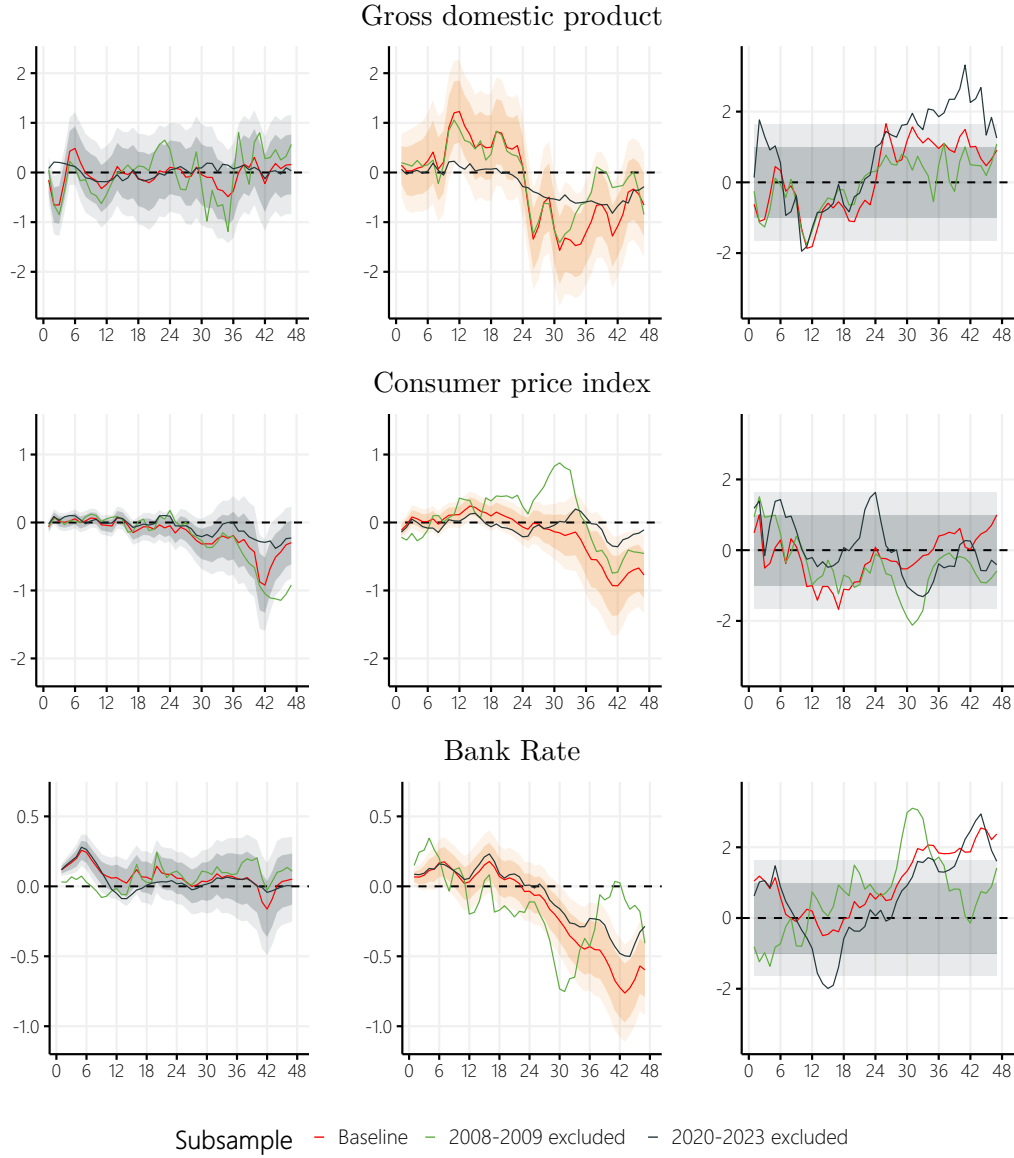 Gross domestic product
2 2
1 1 2
0 0 0
-1 -1
-2 -2 -2
0 6 12 18 24 30 36 42 48 0 6 12 18 24 30 36 42 48 0 6 12 18 24 30 36 42 48
Consumer price index
1 1 2
0 0 0
-1 -1
-2 -2 -2
0 6 12 18 24 30 36 42 48 0 6 12 18 24 30 36 42 48 0 6 12 18 24 30 36 42 48
Bank Rate
0.5 0.5 2
0.0 0.0 0
-0.5 -0.5 -2
-1.0 -1.0
0 6 12 18 24 30 36 42 48 0 6 12 18 24 30 36 42 48 0 6 12 18 24 30 36 42 48
Subsample Baseline 2008-2009 excluded 2020-2023 excluded